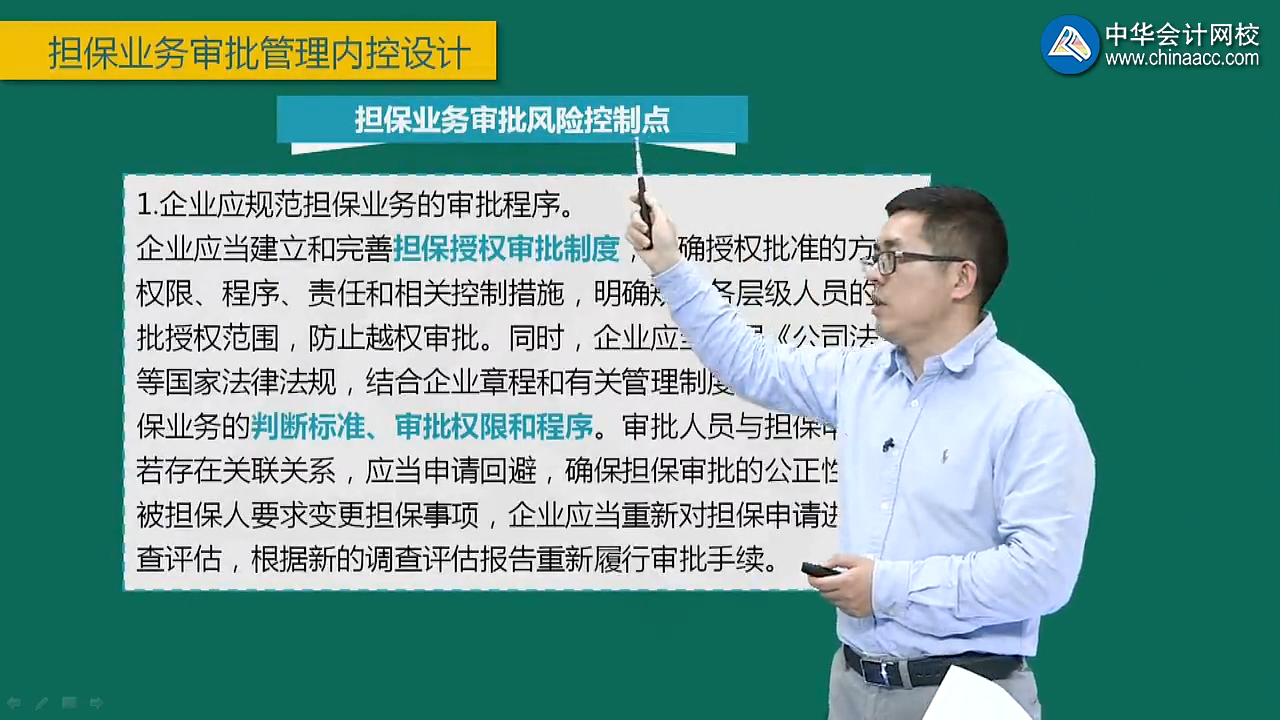 担保业务审批管理内控设计
中华会计网校
www.chinaacc.com
担保业务审批风险控制点
1.企业应规范担保业务的审批程序。
企业应当建立和完善担保授权审批制度，确授权批准的方
权限、程序、责任和相关控制措施，明确层级人员的
批授权范围，防止越权审批。同时，企业应《公司法
等国家法律法规，结合企业章程和有关管理制度
保业务的判断标准、审批权限和程序。审批人员与担保
若存在关联关系，应当申请回避，确保担保审批的公正性
被担保人要求变更担保事项，企业应当重新对担保申请
查评估，根据新的调查评估报告重新履行审批手续。